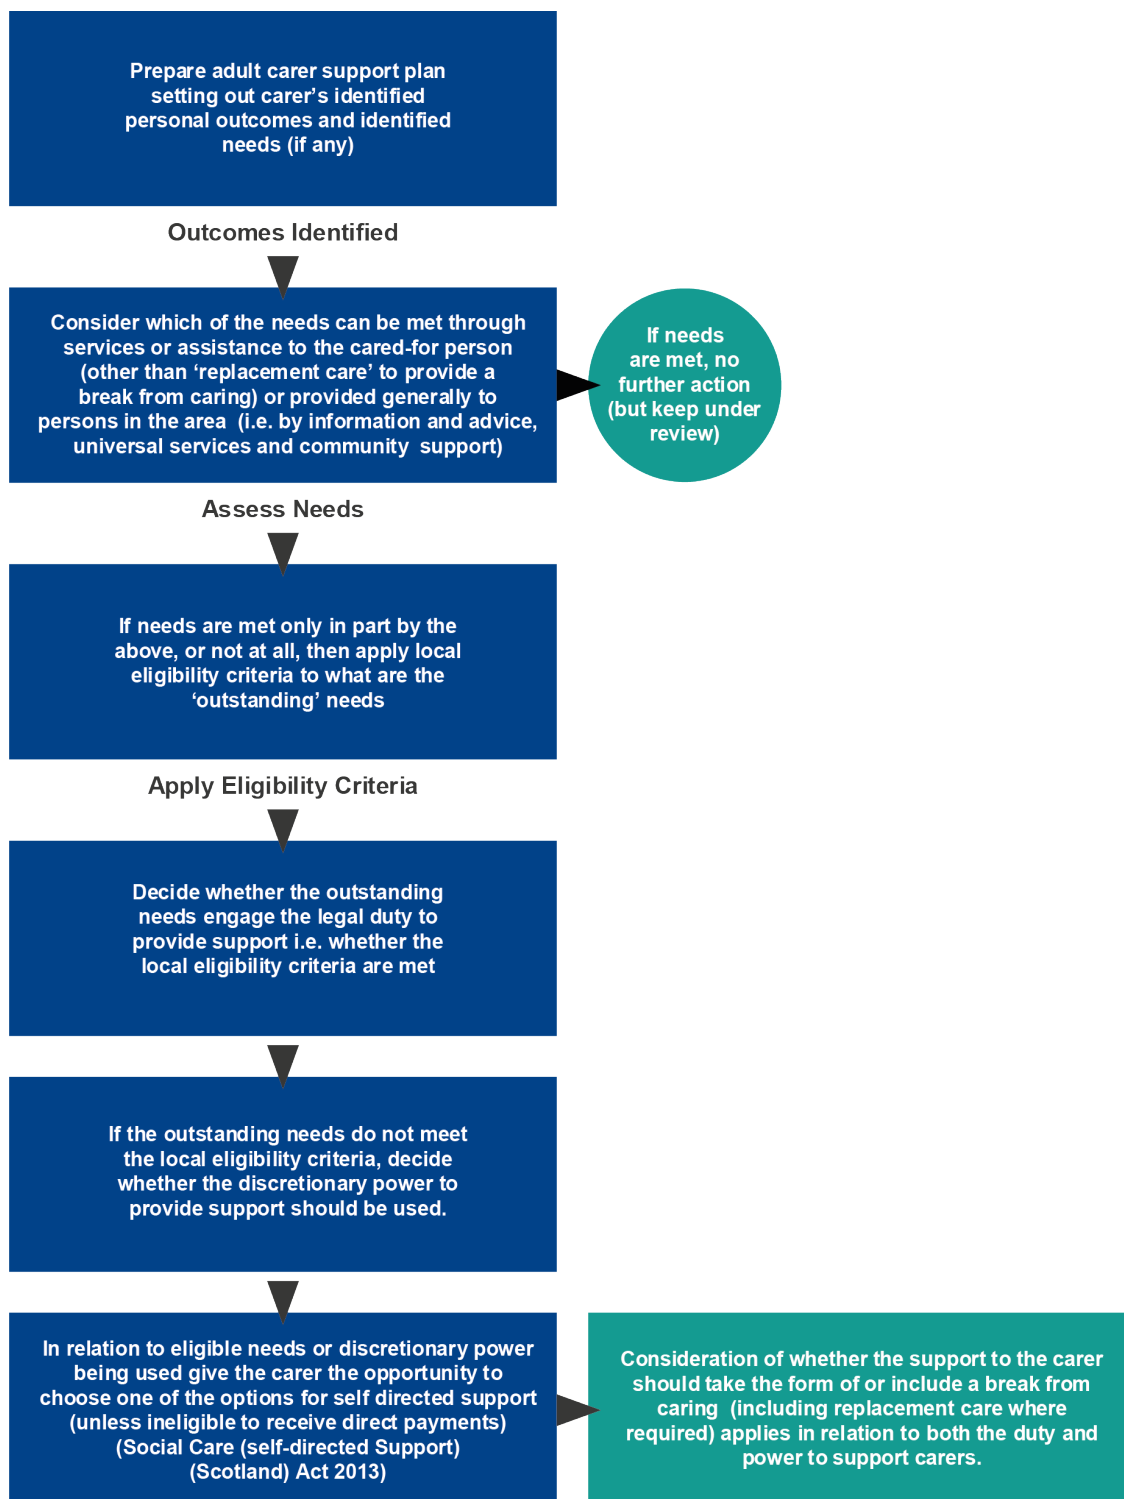 Prepare adult carer support plan
setting out carer’s identified
personal outcomes and identified
needs (if any)
Outcomes Identified
Consider which of the needs can be met through
services or assistance to the cared-for person
(other than ‘replacement care’ to provide a
break from caring) or provided generally to
persons in the area (i.e. by information and advice,
universal services and community support)
If needs
are met, no
further action
(but keep under
review)
Assess Needs
If needs are met only in part by the
above, or not at all, then apply local
eligibility criteria to what are the
‘outstanding’ needs
Apply Eligibility Criteria
Decide whether the outstanding
needs engage the legal duty to
provide support i.e. whether the
local eligibility criteria are met
If the outstanding needs do not meet
the local eligibility criteria, decide
whether the discretionary power to
provide support should be used.
In relation to eligible needs or discretionary power
being used give the carer the opportunity to
choose one of the options for self directed support
(unless ineligible to receive direct payments)
(Social Care (self-directed Support)
(Scotland) Act 2013)
Consideration of whether the support to the carer
should take the form of or include a break from
caring (including replacement care where
required) applies in relation to both the duty and
power to support carers.